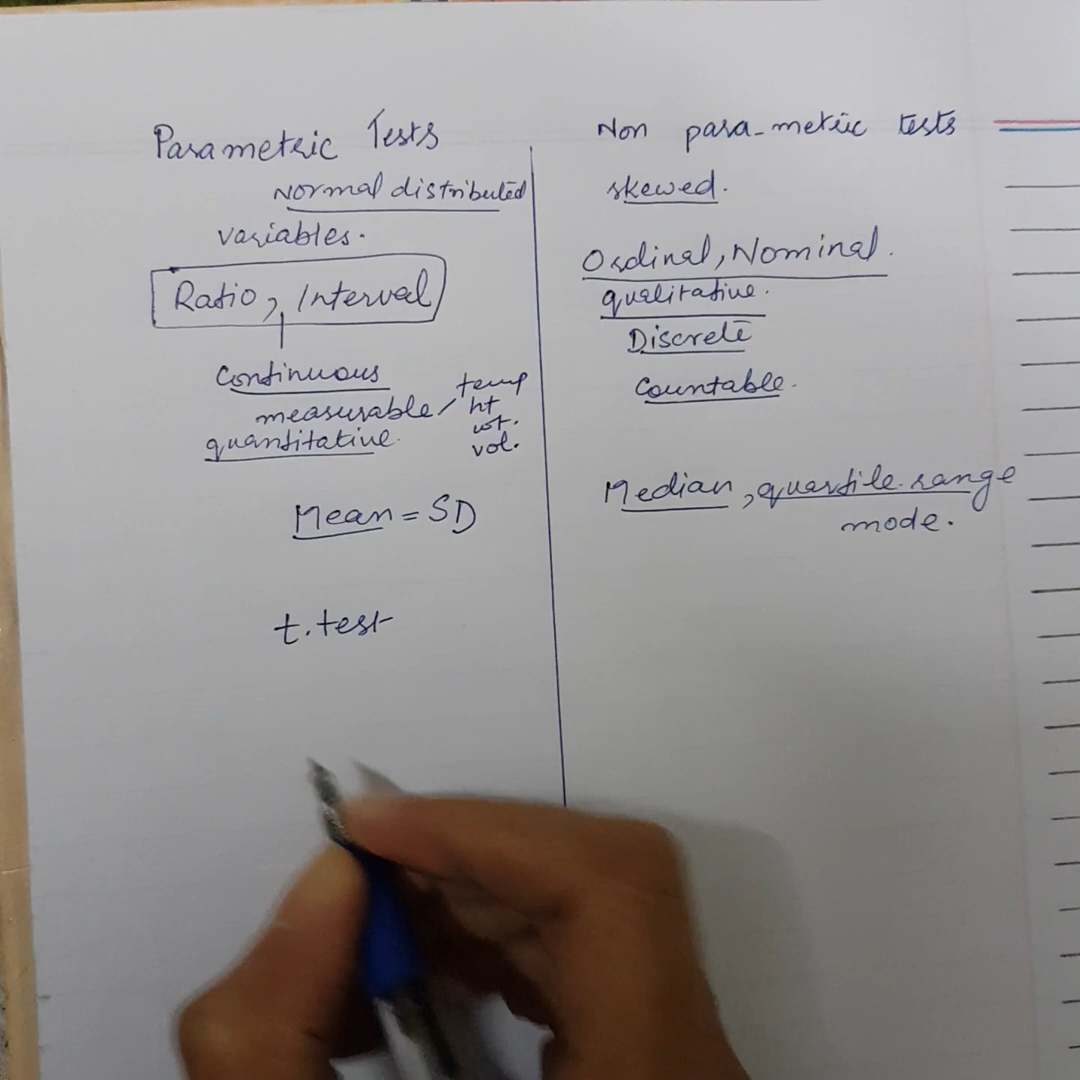 Parametric Tests
Normal distributed
variables.
Ratio, Interval
Continuous
measurable / temp
ht
wt.
vol.
quantitative.
Mean = SD
t.test
Non para-metric tests
skewed.
Ordinal, Nominal.
qualitative.
Discrete
Countable.
Median, quartile range
mode.